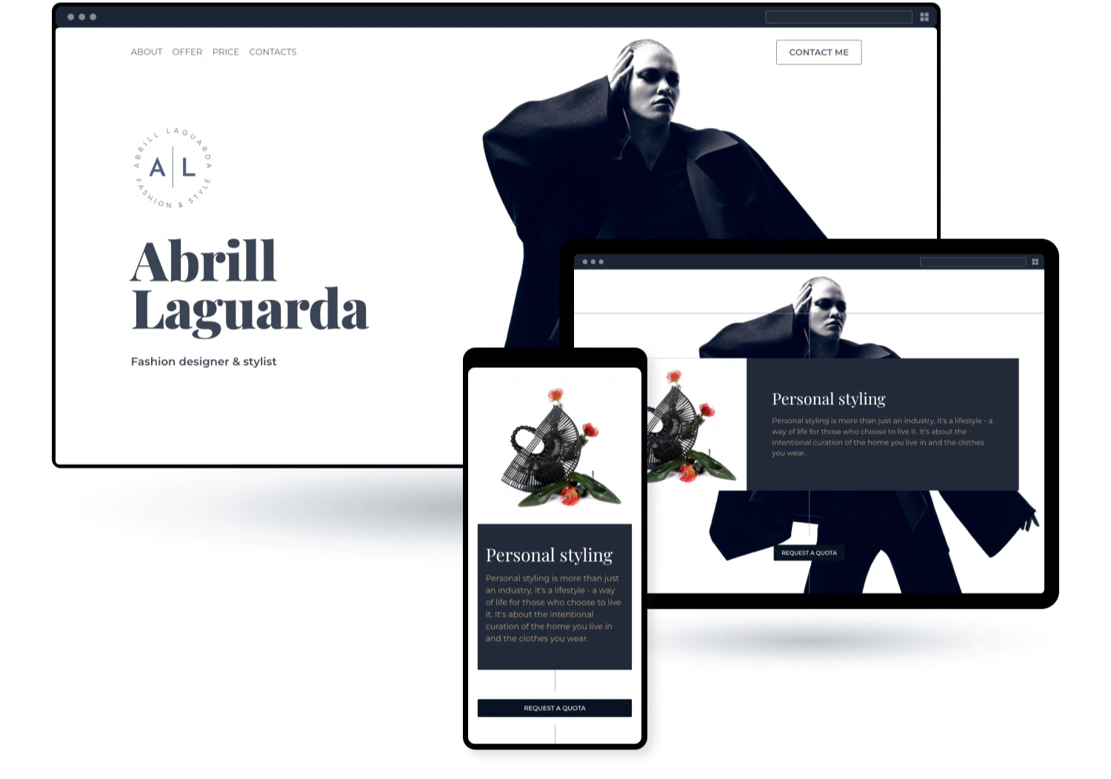 ABOUT OFFER PRICE CONTACTS
CONTACT ME
ABRILL LAGUARDA
A L
FASHION & STYLE
Abrill
Laguarda
Fashion designer & stylist
Personal styling
Personal styling is more than just an industry, it's a lifestyle - a
way of life for those who choose to live it. It's about the
intentional curation of the home you live in and the clothes
you wear.
REQUEST A QUOTA
Personal styling
Personal styling is more than just
an industry, it's a lifestyle - a way
of life for those who choose to live
it. It's about the intentional
curation of the home you live in
and the clothes you wear.
REQUEST A QUOTA